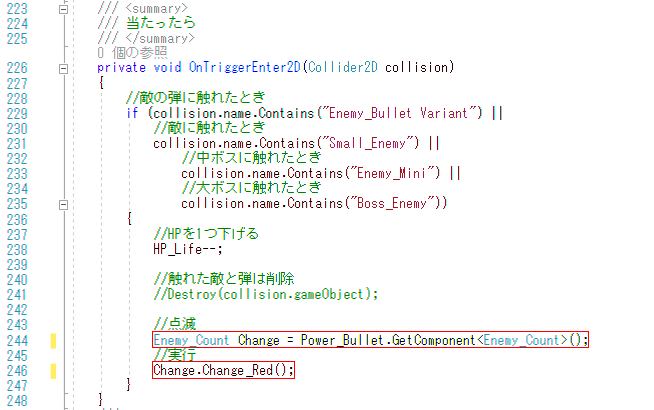 223 /// <summary>
224 /// 当たったら
225 /// </summary>
0 個の参照
226 private void OnTriggerEnter2D(Collider2D collision)
227 {
228 //敵の弾に触れたとき
229 if (collision.name.Contains("Enemy_Bullet Variant") ||
230 //敵に触れたとき
231 collision.name.Contains("Small_Enemy") ||
232 //中ボスに触れたとき
233 collision.name.Contains("Enemy_Mini") ||
234 //大ボスに触れたとき
235 collision.name.Contains("Boss_Enemy"))
236 {
237 //HPを1つ下げる
238 HP_Life--;
239
240 //触れた敵と弾は削除
241 //Destroy(collision.gameObject);
242
243 //点滅
244 Enemy_Count Change = Power_Bullet.GetComponent<Enemy_Count>();
245 //実行
246 Change.Change_Red();
247 }
248 }